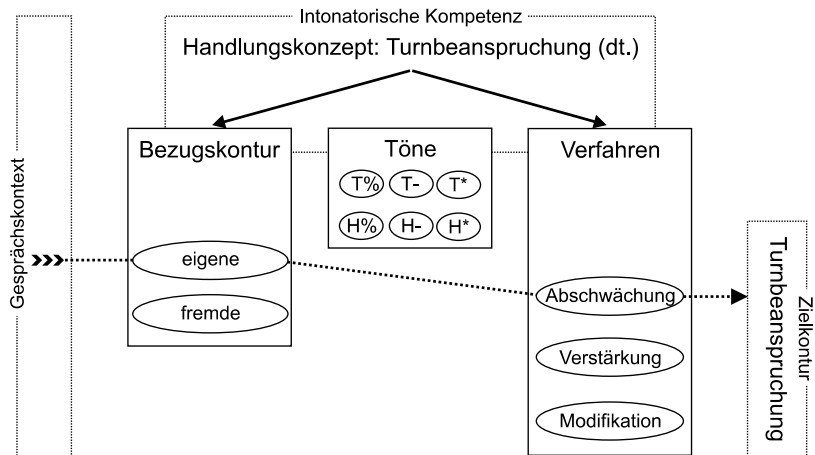 Intonatorische Kompetenz
Handlungskonzept: Turnbeanspruchung (dt.)
Gesprächskontext
Bezugskontur
eigene
fremde
Töne
T% T- T*
H% H- H*
Verfahren
Abschwächung
Verstärkung
Modifikation
Turnbeanspruchung
Zielkontur